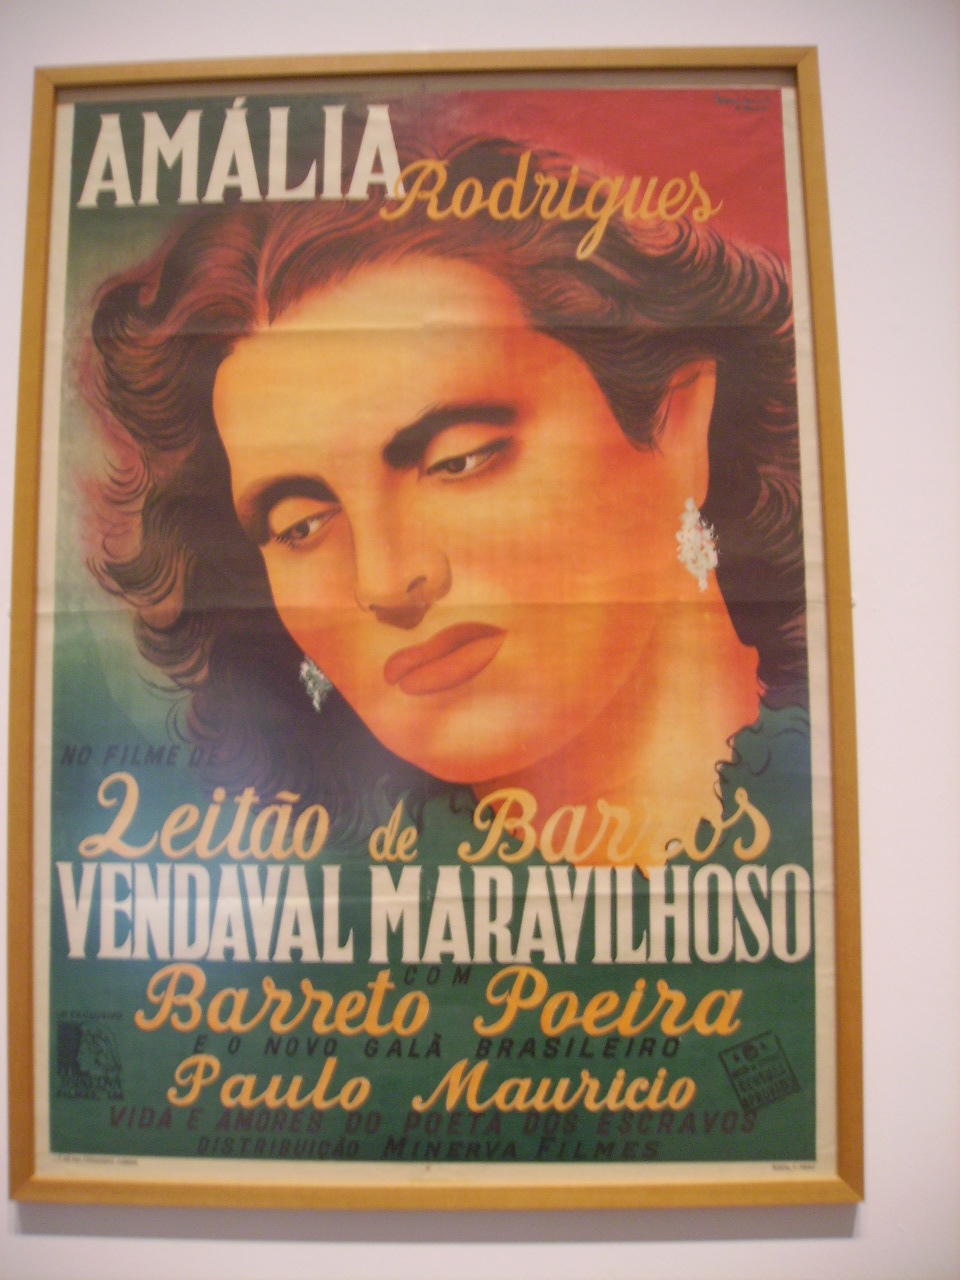 AMÁLIA
Rodrigues
NO FILME DE
Leitão de Barros
VENDAVAL MARAVILHOSO
COM
Barreto Poeira
E O NOVO GALÃ BRASILEIRO
Paulo Mauricio
VIDA E AMORES DO POETA DOS ESCRAVOS
DISTRIBUIÇÃO MINERVA FILMES